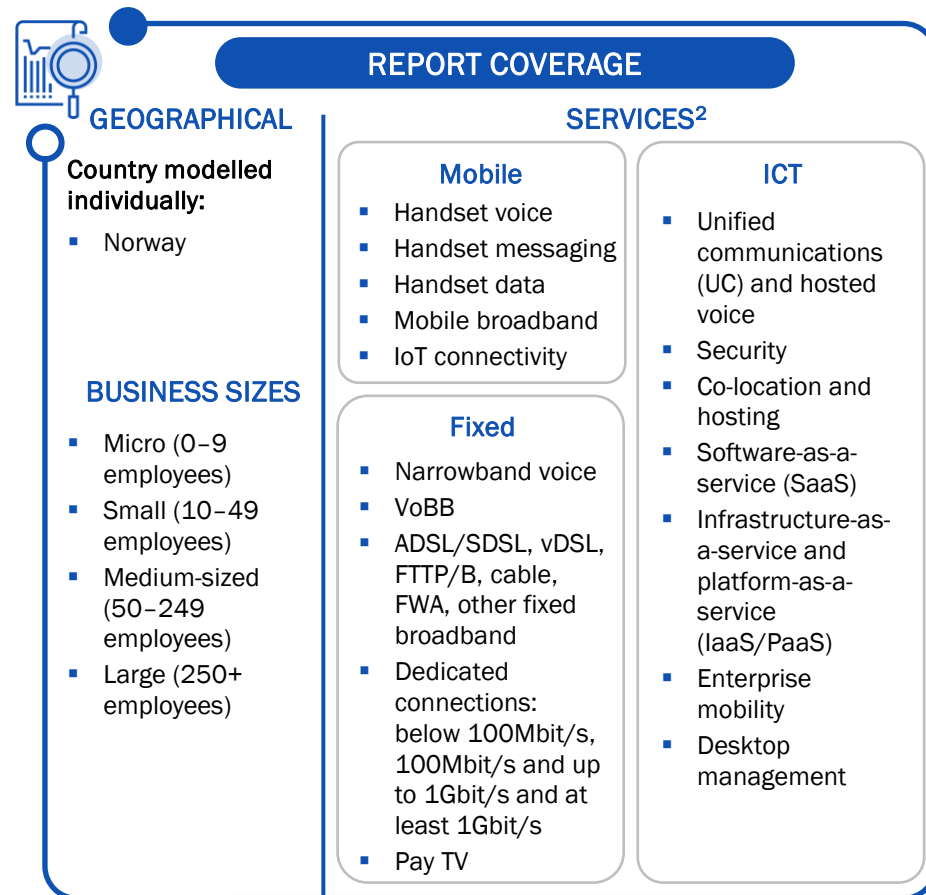 REPORT COVERAGE
GEOGRAPHICAL
Country modelled
individually:
▪ Norway
BUSINESS SIZES
▪ Micro (0–9
employees)
▪ Small (10–49
employees)
▪ Medium-sized
(50–249
employees)
▪ Large (250+
employees)
SERVICES²
Mobile
▪ Handset voice
▪ Handset messaging
▪ Handset data
▪ Mobile broadband
▪ IoT connectivity
Fixed
▪ Narrowband voice
▪ VoBB
▪ ADSL/SDSL, vDSL,
FTTP/B, cable,
FWA, other fixed
broadband
▪ Dedicated
connections:
below 100Mbit/s,
100Mbit/s and up
to 1Gbit/s and at
least 1Gbit/s
▪ Pay TV
ICT
▪ Unified
communications
(UC) and hosted
voice
▪ Security
▪ Co-location and
hosting
▪ Software-as-a-
service (SaaS)
▪ Infrastructure-as-
a-service and
platform-as-a-
service
(IaaS/PaaS)
▪ Enterprise
mobility
▪ Desktop
management